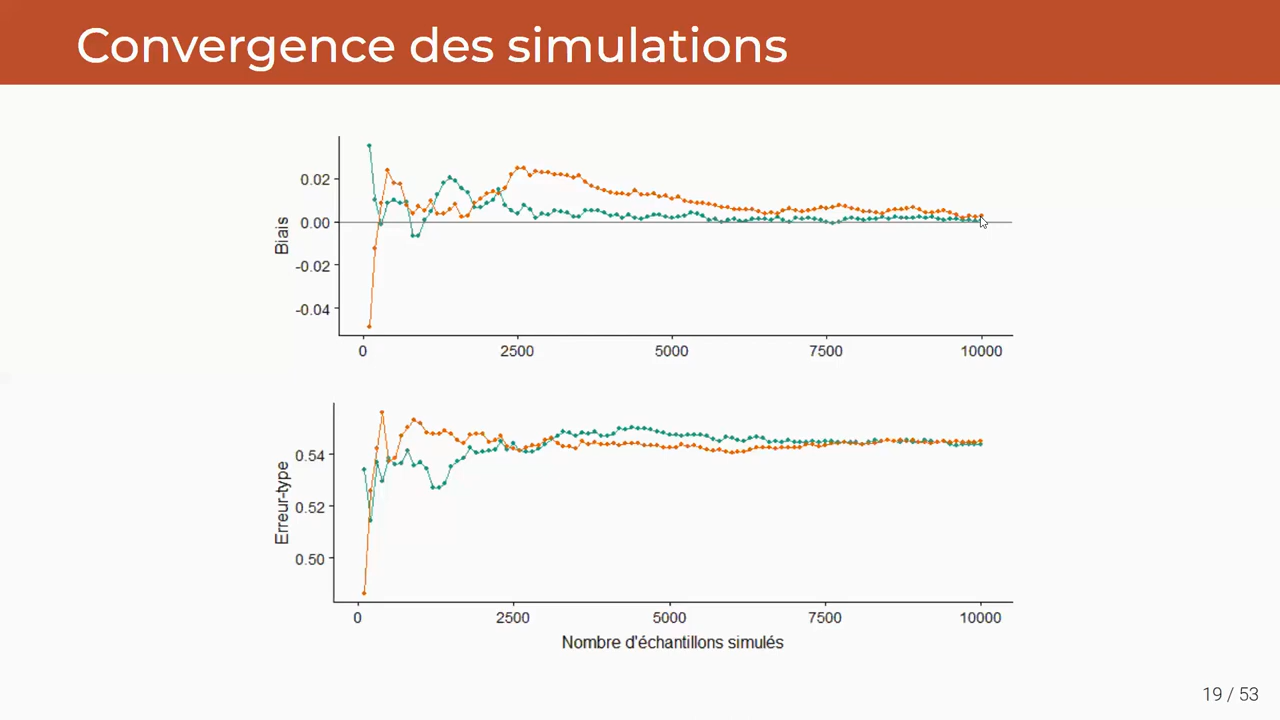 Convergence des simulations
0.02
0.00
-0.02
-0.04
Biais
0 2500 5000 7500 10000
0.54
0.52
0.50
Erreur-type
0 2500 5000 7500 10000
Nombre d'échantillons simulés
19 / 53